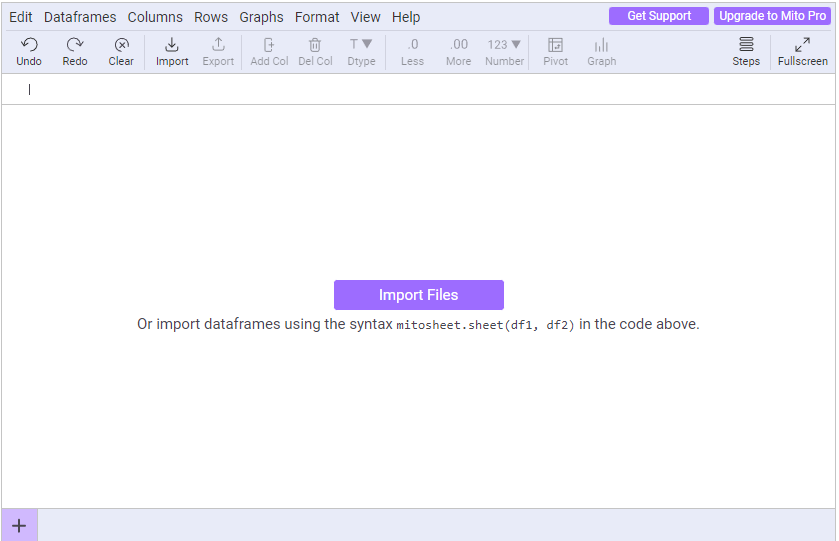 Edit Dataframes Columns Rows Graphs Format View Help Get Support Upgrade to Mito Pro
T .0 .00 123
Undo Redo Clear Import Export Add Col Del Col Dtype Less More Number Pivot Graph Steps Fullscreen
Import Files
Or import dataframes using the syntax mitosheet.sheet(df1, df2) in the code above.
+